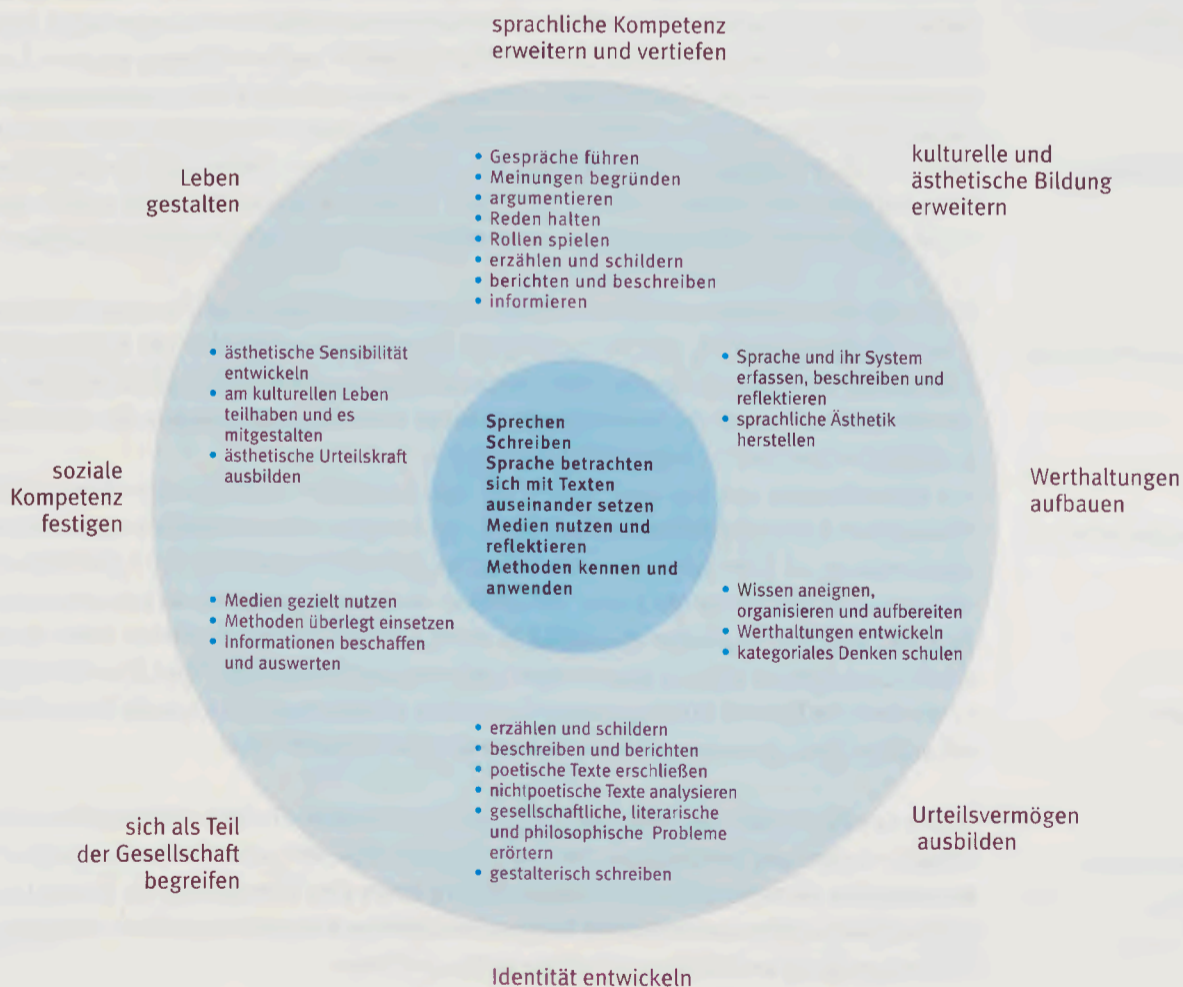 sprachliche Kompetenz
erweitern und vertiefen
Leben
gestalten
kulturelle und
ästhetische Bildung
erweitern
• Gespräche führen
• Meinungen begründen
• argumentieren
• Reden halten
• Rollen spielen
• erzählen und schildern
• berichten und beschreiben
• informieren
• ästhetische Sensibilität
entwickeln
• am kulturellen Leben
teilhaben und es
mitgestalten
• ästhetische Urteilskraft
ausbilden
• Sprache und ihr System
erfassen, beschreiben und
reflektieren
• sprachliche Ästhetik
herstellen
Sprechen
Schreiben
Sprache betrachten
sich mit Texten
auseinander setzen
Medien nutzen und
reflektieren
Methoden kennen und
anwenden
soziale
Kompetenz
festigen
Werthaltungen
aufbauen
• Medien gezielt nutzen
• Methoden überlegt einsetzen
• Informationen beschaffen
und auswerten
• Wissen aneignen,
organisieren und aufbereiten
• Werthaltungen entwickeln
• kategoriales Denken schulen
• erzählen und schildern
• beschreiben und berichten
• poetische Texte erschließen
• nichtpoetische Texte analysieren
• gesellschaftliche, literarische
und philosophische Probleme
erörtern
• gestalterisch schreiben
sich als Teil
der Gesellschaft
begreifen
Urteilsvermögen
ausbilden
Identität entwickeln